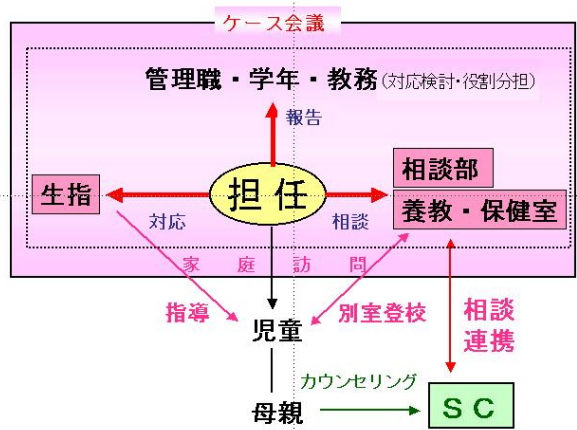 ケース会議
管理職・学年・教務(対応検討・役割分担)
報告
生指
担任
相談部
養教・保健室
対応
相談
家庭訪問
指導
児童
別室登校
相談
連携
カウンセリング
母親
SC